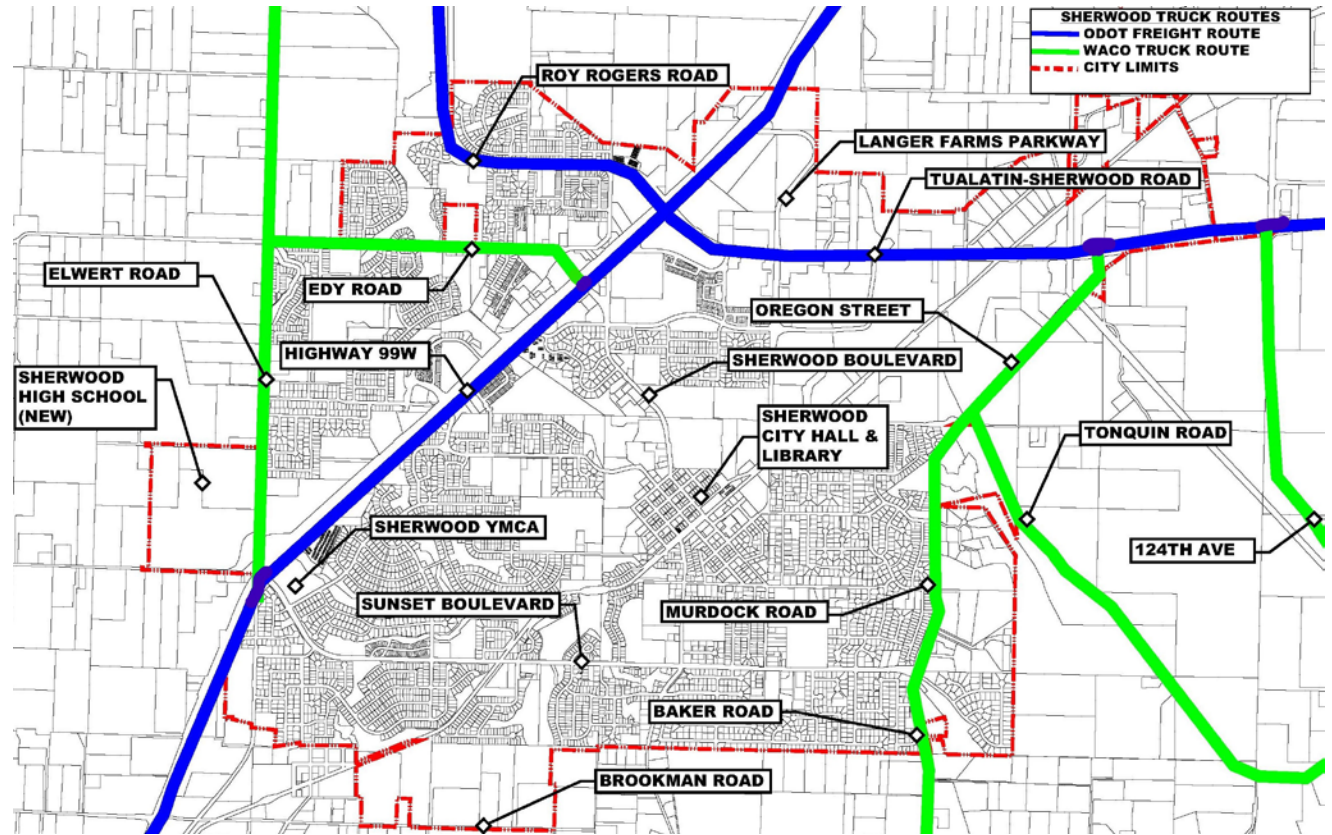 SHERWOOD TRUCK ROUTES
ODOT FREIGHT ROUTE
WACO TRUCK ROUTE
CITY LIMITS
ROY ROGERS ROAD
LANGER FARMS PARKWAY
TUALATIN-SHERWOOD ROAD
ELWERT ROAD
EDY ROAD
OREGON STREET
HIGHWAY 99W
SHERWOOD BOULEVARD
SHERWOOD
HIGH SCHOOL
(NEW)
SHERWOOD
CITY HALL &
LIBRARY
TONQUIN ROAD
SHERWOOD YMCA
124TH AVE
SUNSET BOULEVARD
MURDOCK ROAD
BAKER ROAD
BROOKMAN ROAD